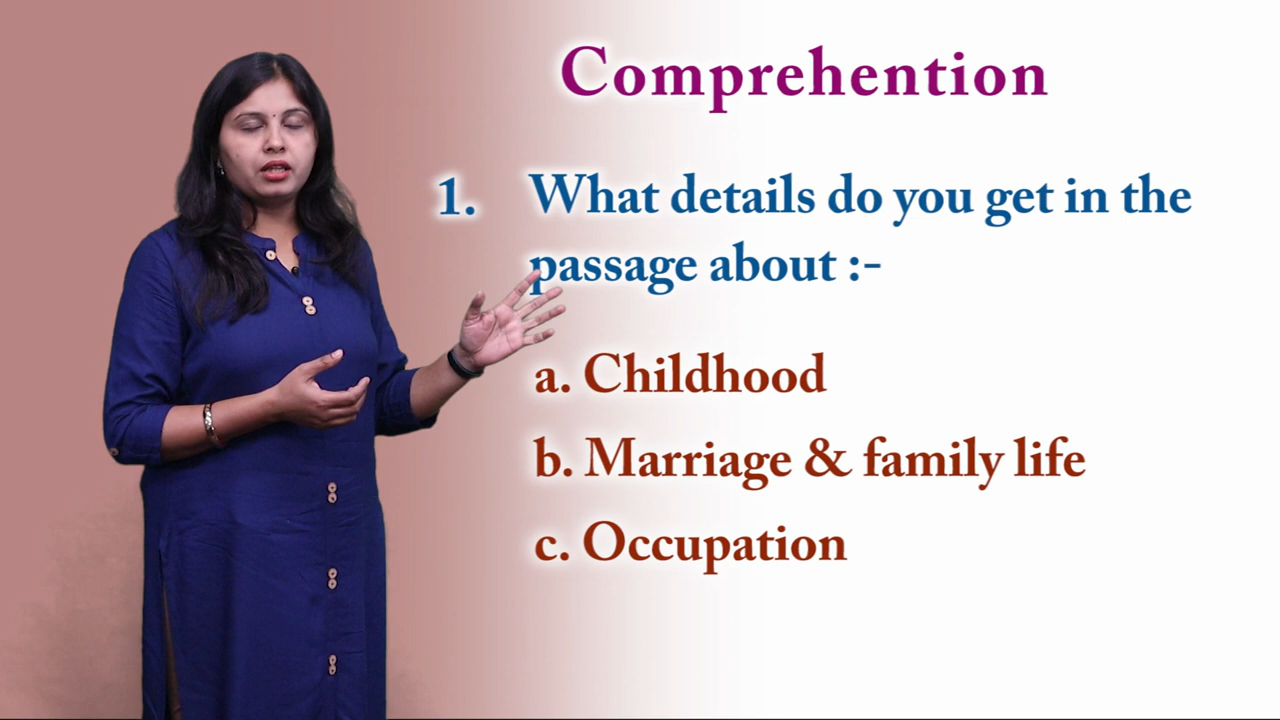 Comprehention
1. What details do you get in the
passage about :-
a. Childhood
b. Marriage & family life
c. Occupation